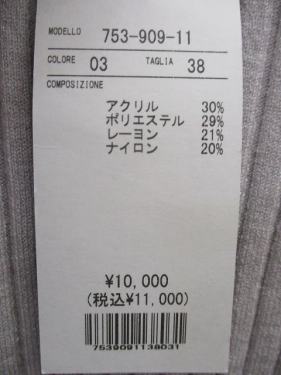 MODELLO 753-909-11
COLORE 03 TAGLIA 38
COMPOSIZIONE
アクリル 30%
ポリエステル 29%
レーヨン 21%
ナイロン 20%
¥10,000
(税込¥11,000)
7539091138031